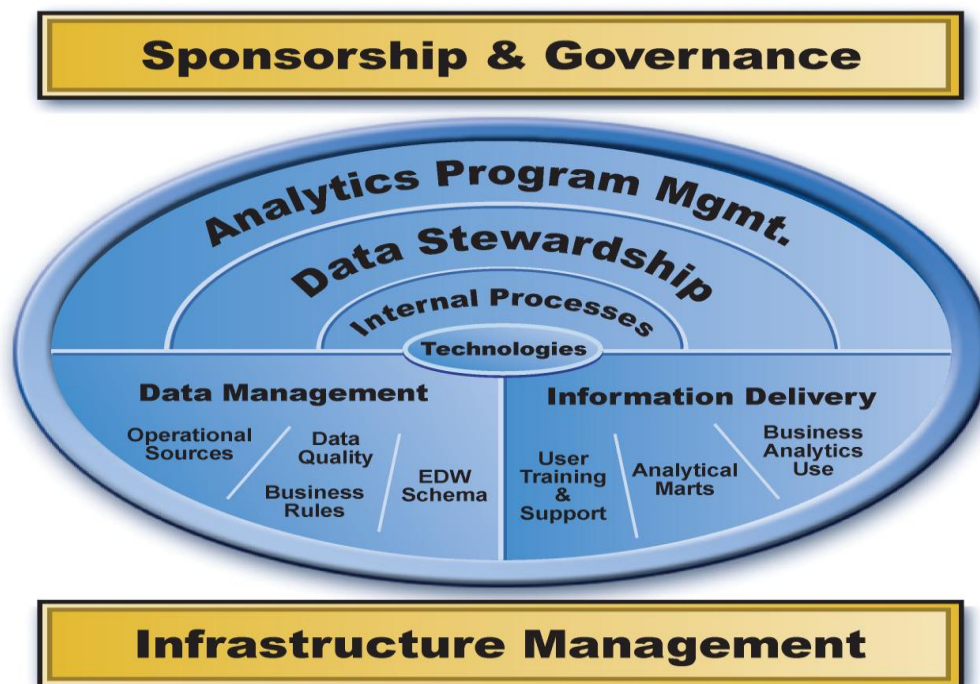 Sponsorship & Governance
Analytics Program Mgmt.
Data Stewardship
Internal Processes
Technologies
Data Management
Operational
Sources
Data
Quality
Business
Rules
EDW
Schema
Information Delivery
User
Training
&
Support
Analytical
Marts
Business
Analytics
Use
Infrastructure Management